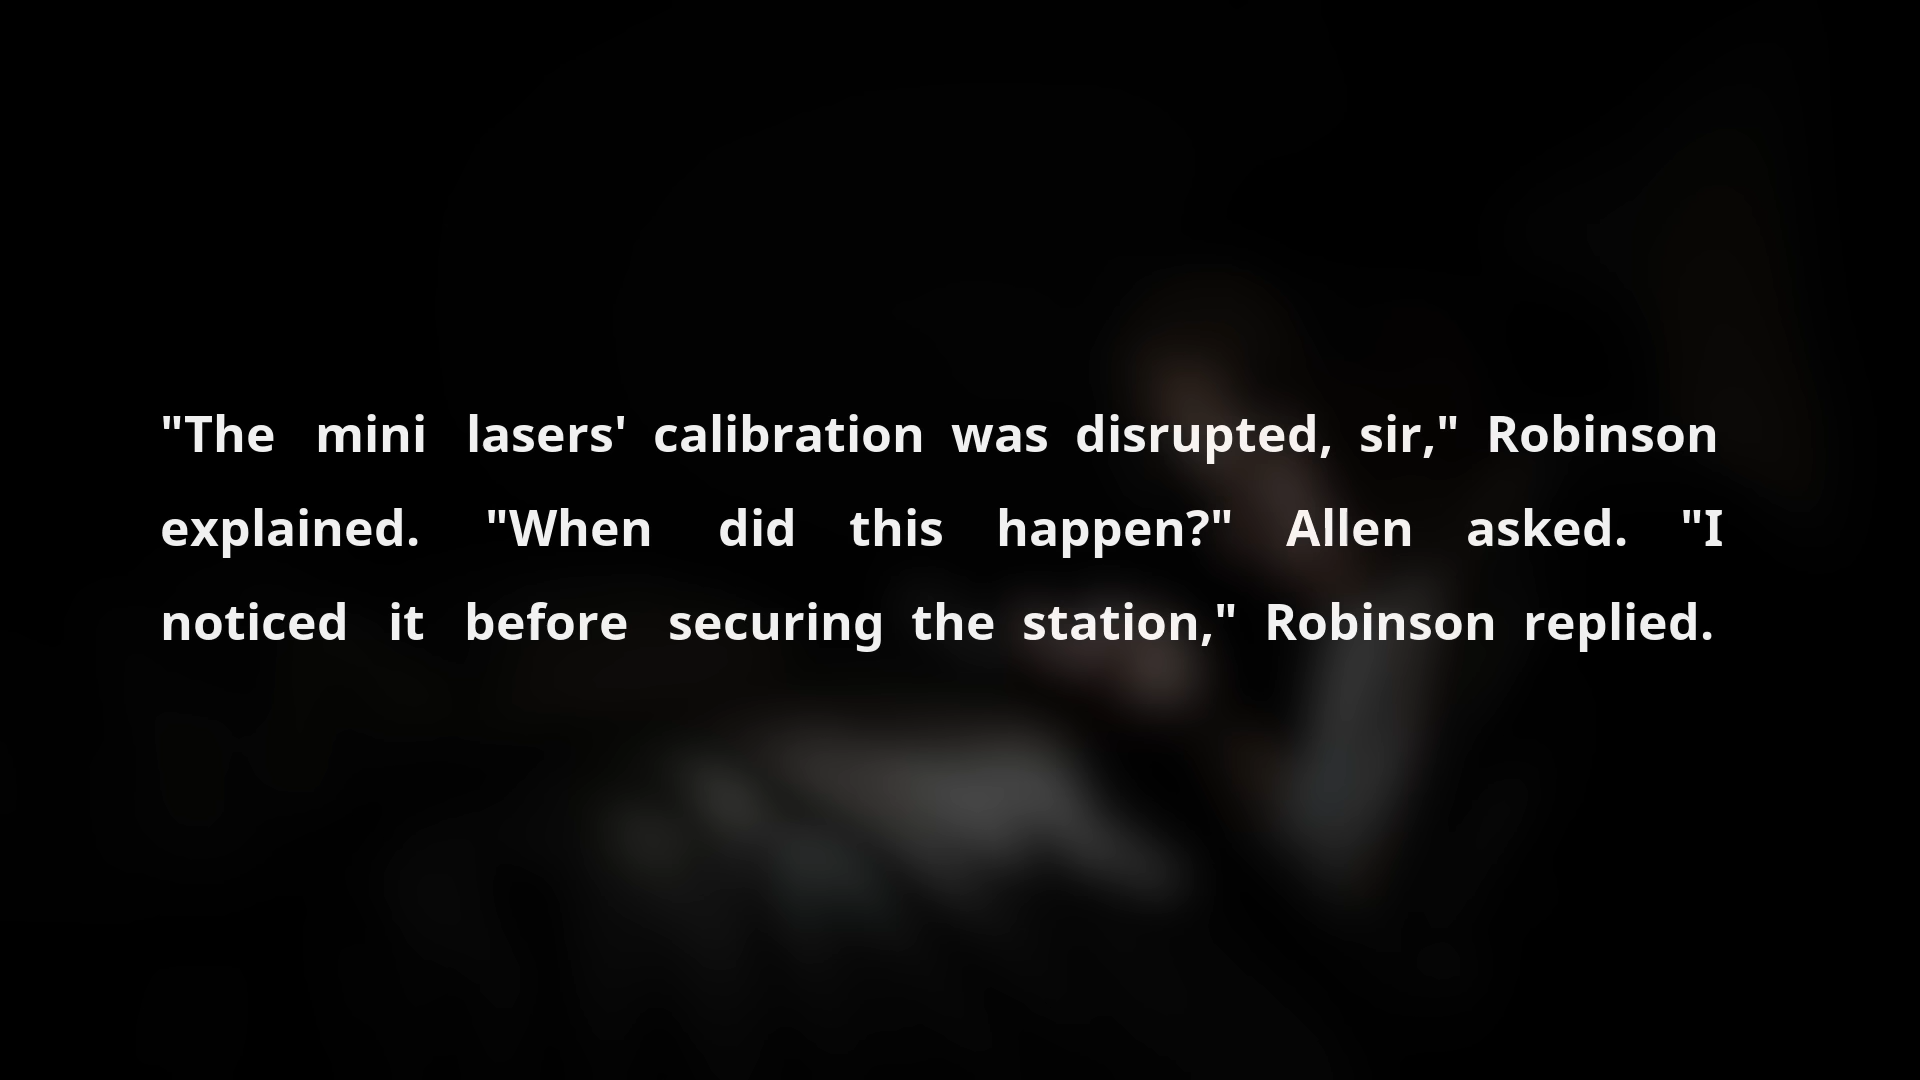 "The mini lasers' calibration was disrupted, sir," Robinson
explained. "When did this happen?" Allen asked. "I
noticed it before securing the station," Robinson replied.